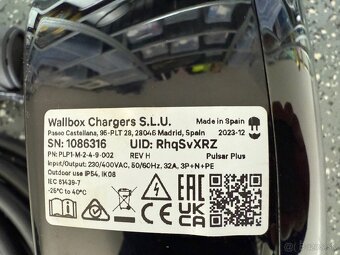 Wallbox Chargers S.L.U.
Paseo Castellana, 95-PLT 28, 28046 Madrid, Spain
Made in Spain
2023-12
SN: 1086316 UID: RhqSvXRZ
PN: PLP1-M-2-4-9-002 REV H Pulsar Plus
Input/Output: 230/400VAC, 50/60Hz, 32A, 3P+N+PE
Outdoor use IP54, IK08
IEC 61439-7
-25°C to 40°C
CE
UK
CA
EAC